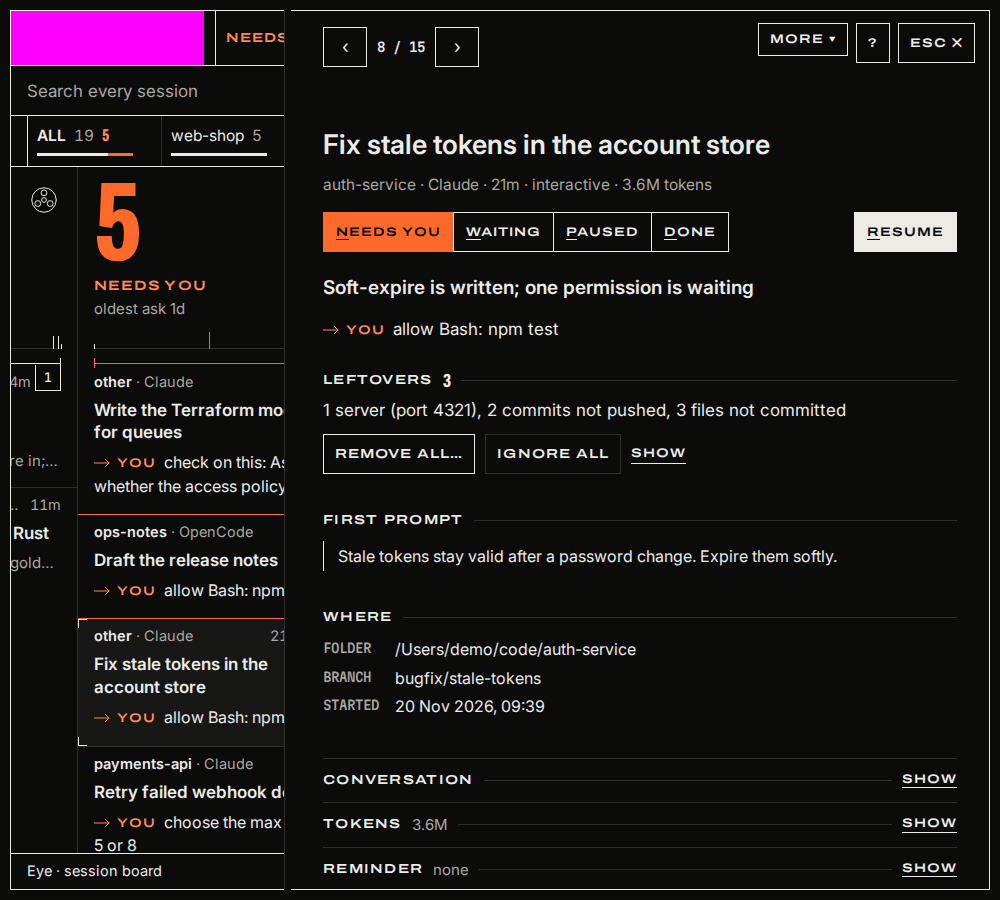 NEEDS
Search every session
ALL 19 5
web-shop 5
5
NEEDS YOU
oldest ask 1d
4m 1
re in;...
.. 11m
Rust
gold...
other · Claude
Write the Terraform mo
for queues
→ YOU check on this: As
whether the access policy
ops-notes · OpenCode
Draft the release notes
→ YOU allow Bash: npm
other · Claude 21
Fix stale tokens in the
account store
→ YOU allow Bash: npm
payments-api · Claude
Retry failed webhook de
→ YOU choose the max
5 or 8
Eye · session board
‹ 8 / 15 ›
MORE ▾ ? ESC ✕
Fix stale tokens in the account store
auth-service · Claude · 21m · interactive · 3.6M tokens
NEEDS YOU WAITING PAUSED DONE RESUME
Soft-expire is written; one permission is waiting
→ YOU allow Bash: npm test
LEFTOVERS 3
1 server (port 4321), 2 commits not pushed, 3 files not committed
REMOVE ALL... IGNORE ALL SHOW
FIRST PROMPT
Stale tokens stay valid after a password change. Expire them softly.
WHERE
FOLDER /Users/demo/code/auth-service
BRANCH bugfix/stale-tokens
STARTED 20 Nov 2026, 09:39
CONVERSATION SHOW
TOKENS 3.6M SHOW
REMINDER none SHOW